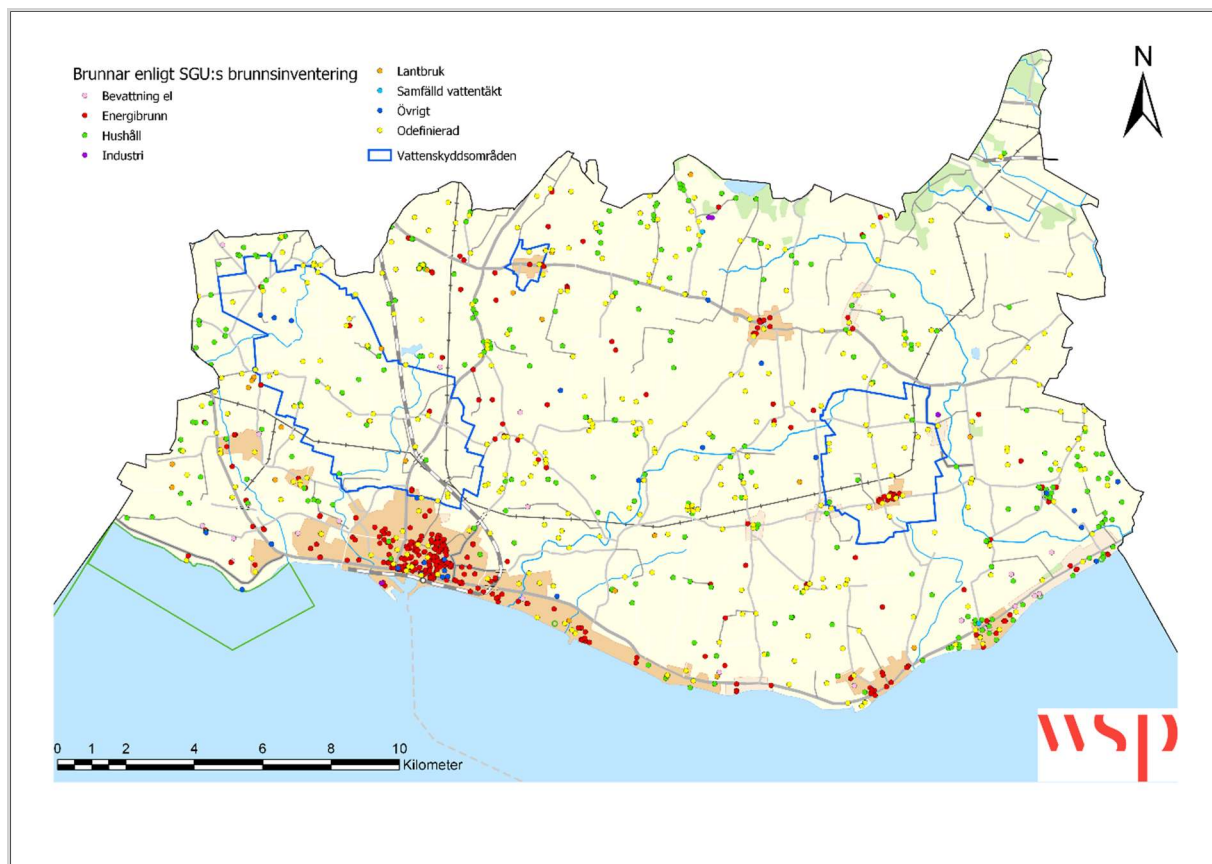 Brunnar enligt SGU:s brunnsinventering
Bevattning el
Energibrunn
Hushåll
Industri
Lantbruk
Samfälld vattentäkt
Övrigt
Odefinierad
Vattenskyddsområden
N
0 1 2 4 6 8 10
Kilometer
wsp